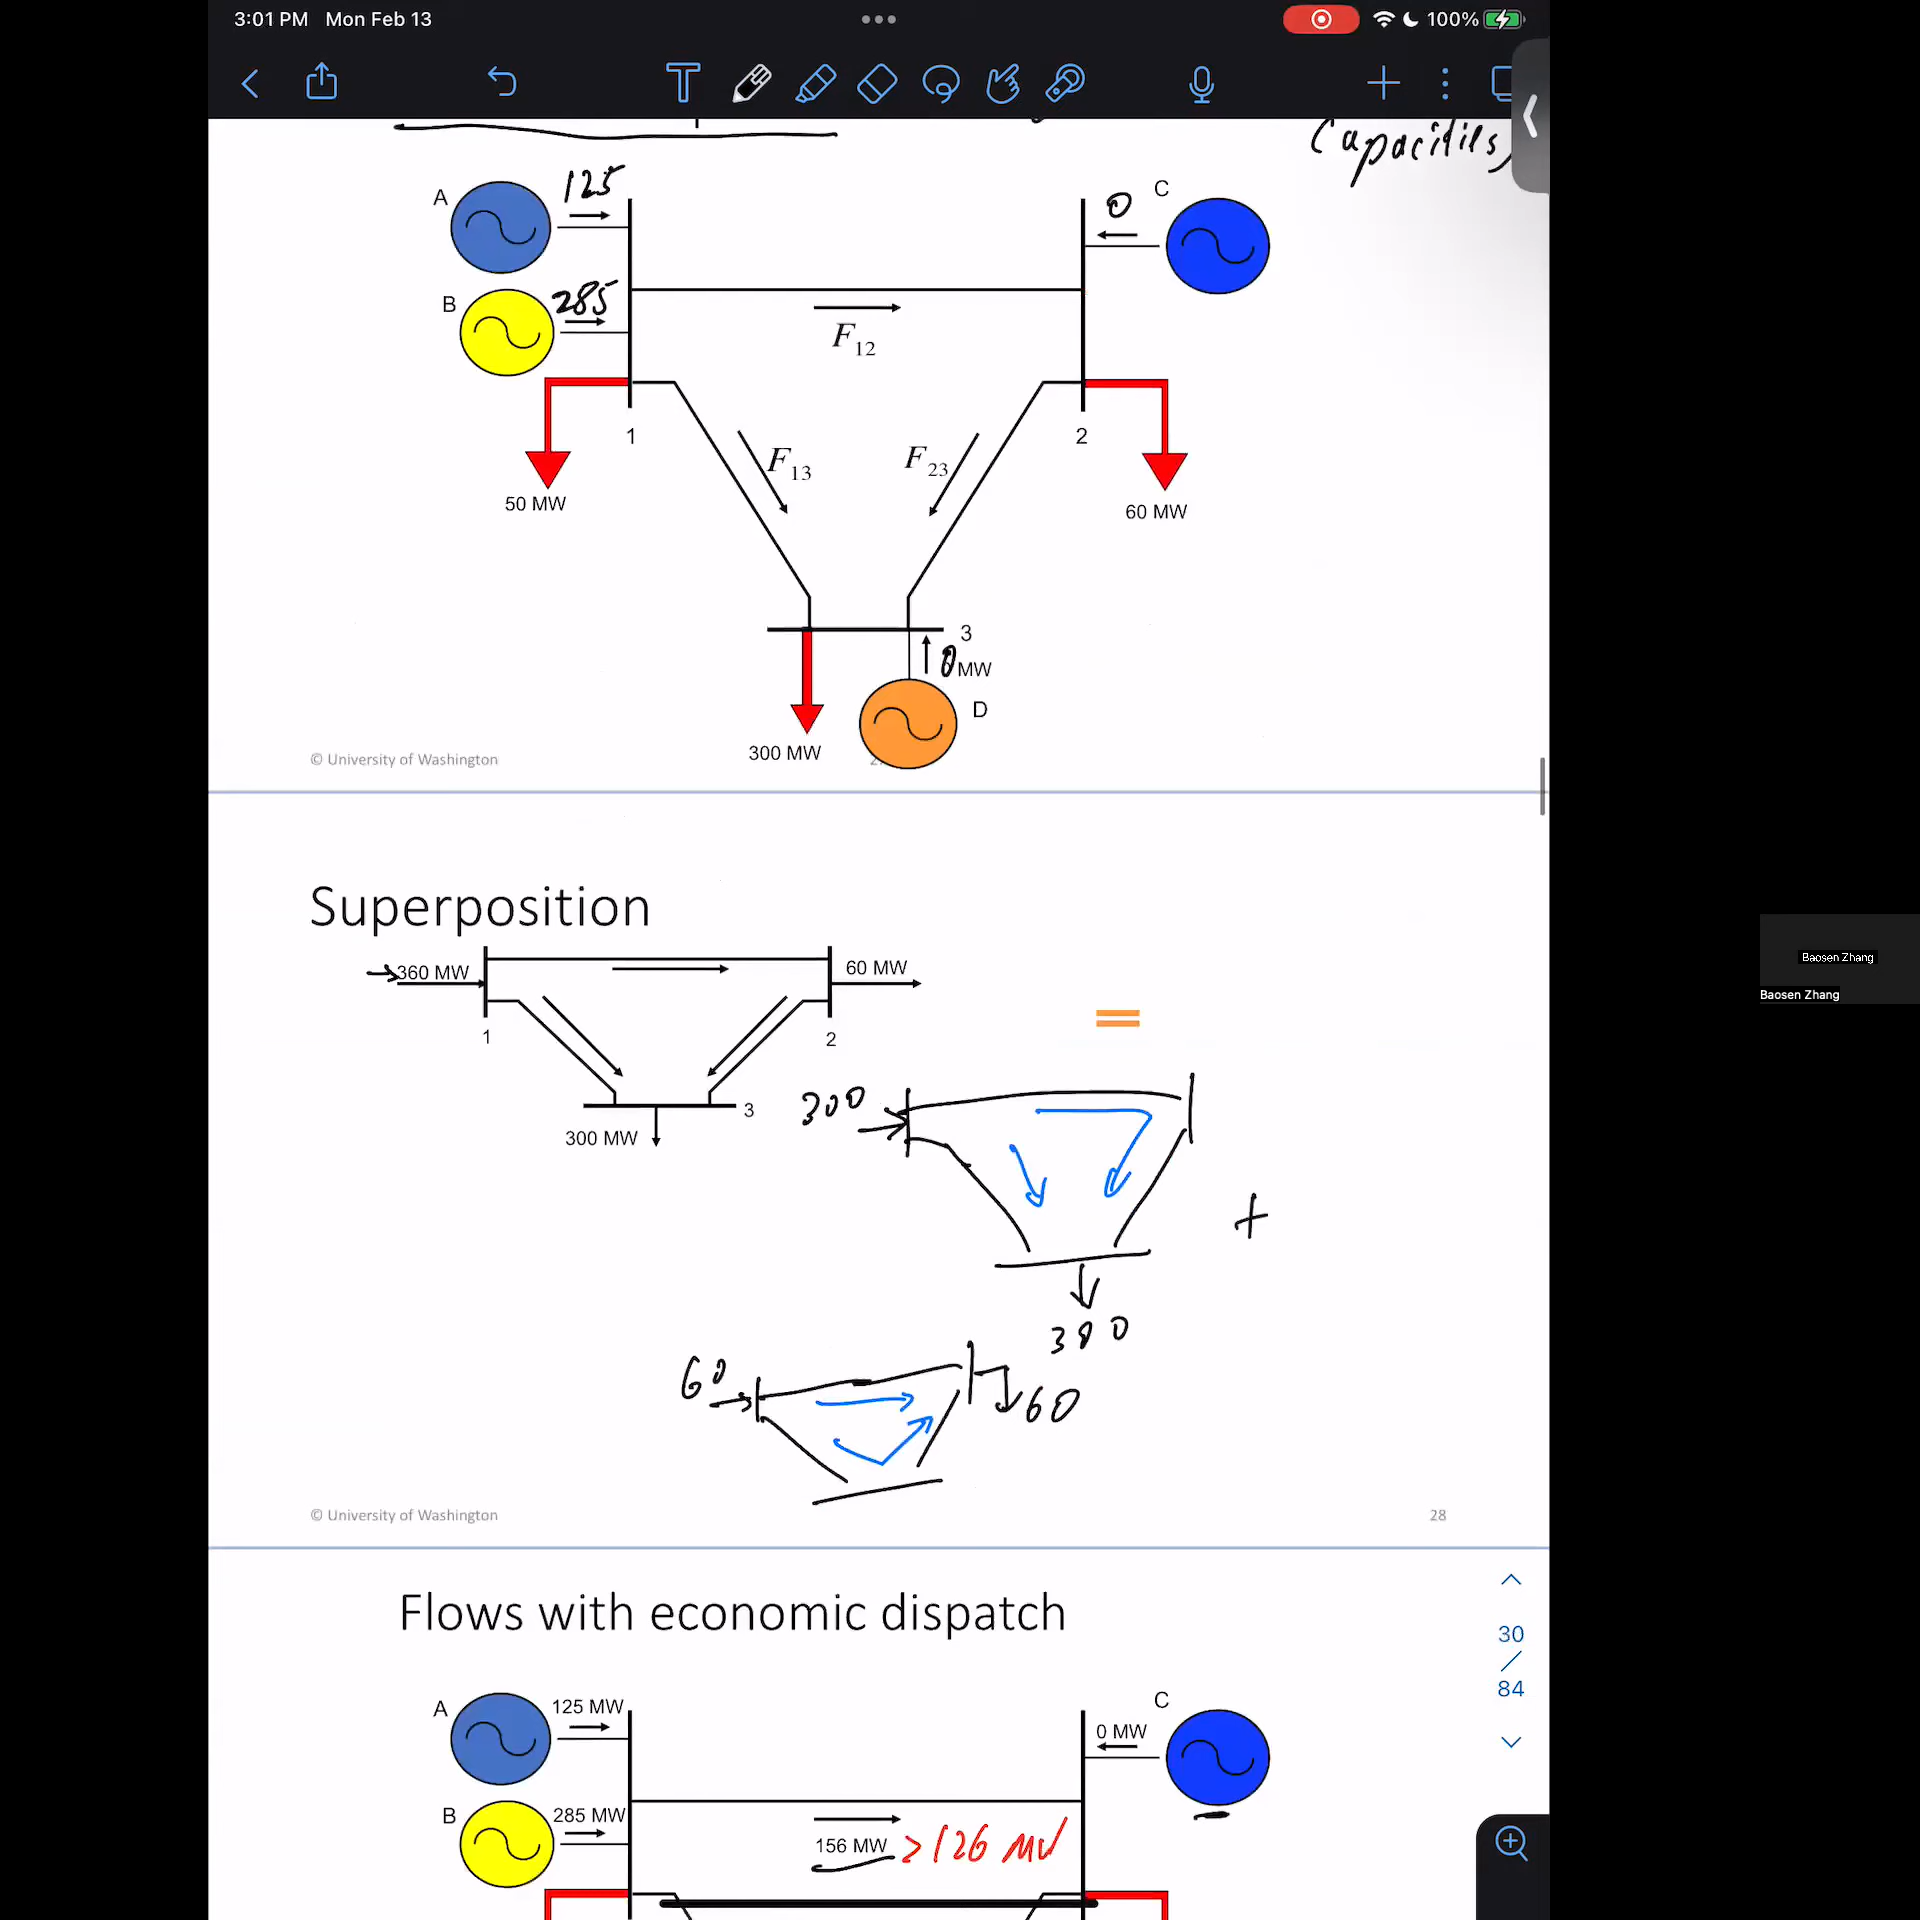 3:01 PM Mon Feb 13
100%
Capacities,
A
125
0
C
B
285
F12
1
2
F13
F23
50 MW
60 MW
3
0 MW
D
300 MW
© University of Washington
Superposition
360 MW
60 MW
1
2
3
300 MW
300
+
300
60
60
© University of Washington
28
Flows with economic dispatch
30
/
84
A
125 MW
0 MW
C
B
285 MW
156 MW >126 MW
Baosen Zhang
Baosen Zhang